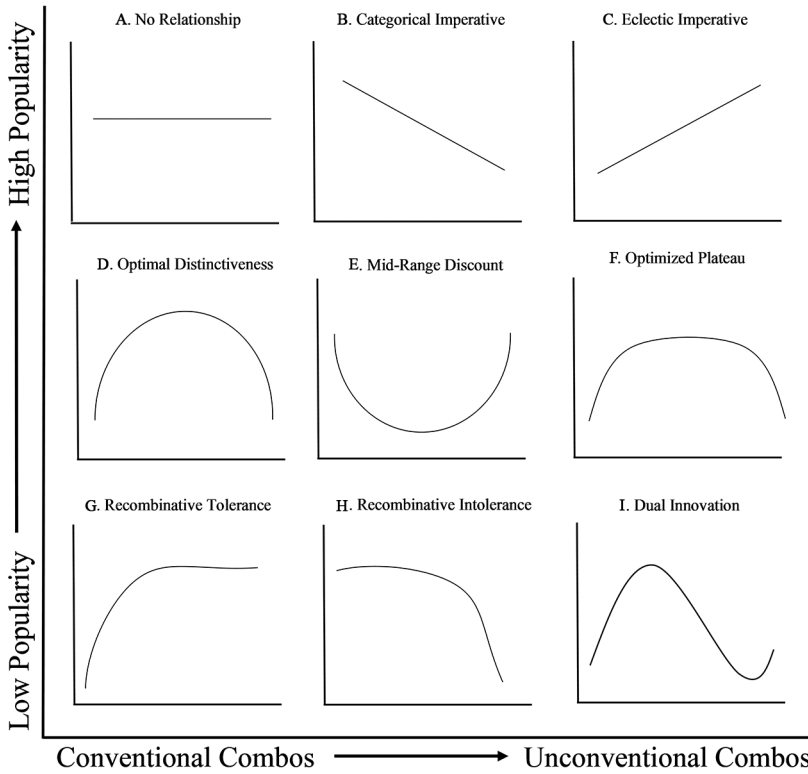 A. No Relationship
B. Categorical Imperative
C. Eclectic Imperative
High Popularity
D. Optimal Distinctiveness
E. Mid-Range Discount
F. Optimized Plateau
G. Recombinative Tolerance
H. Recombinative Intolerance
I. Dual Innovation
Low Popularity
Conventional Combos
Unconventional Combos